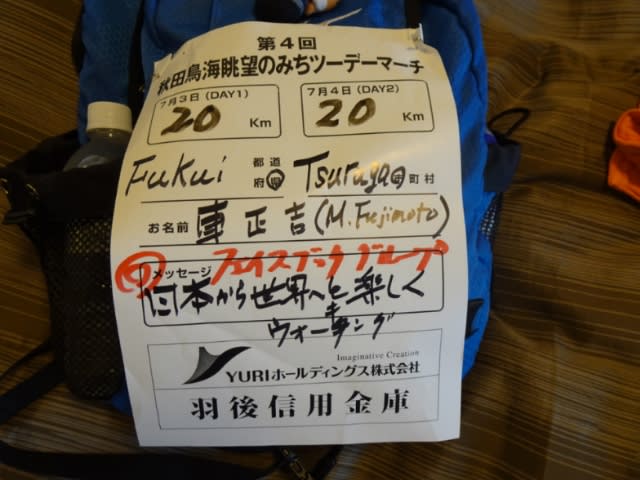 第4回
秋田鳥海眺望のみちツーデーマーチ
7月3日(DAY1)
20 Km
7月4日(DAY2)
20 Km
Fukui 都道府県 Tsuruga 市町村
お名前 車 正吉(M.Fujimoto)
フェイスブックグループ
メッセージ
日本から世界へと楽しく
ウォーキング
Imaginative Creation
YURIホールディングス株式会社
羽後信用金庫